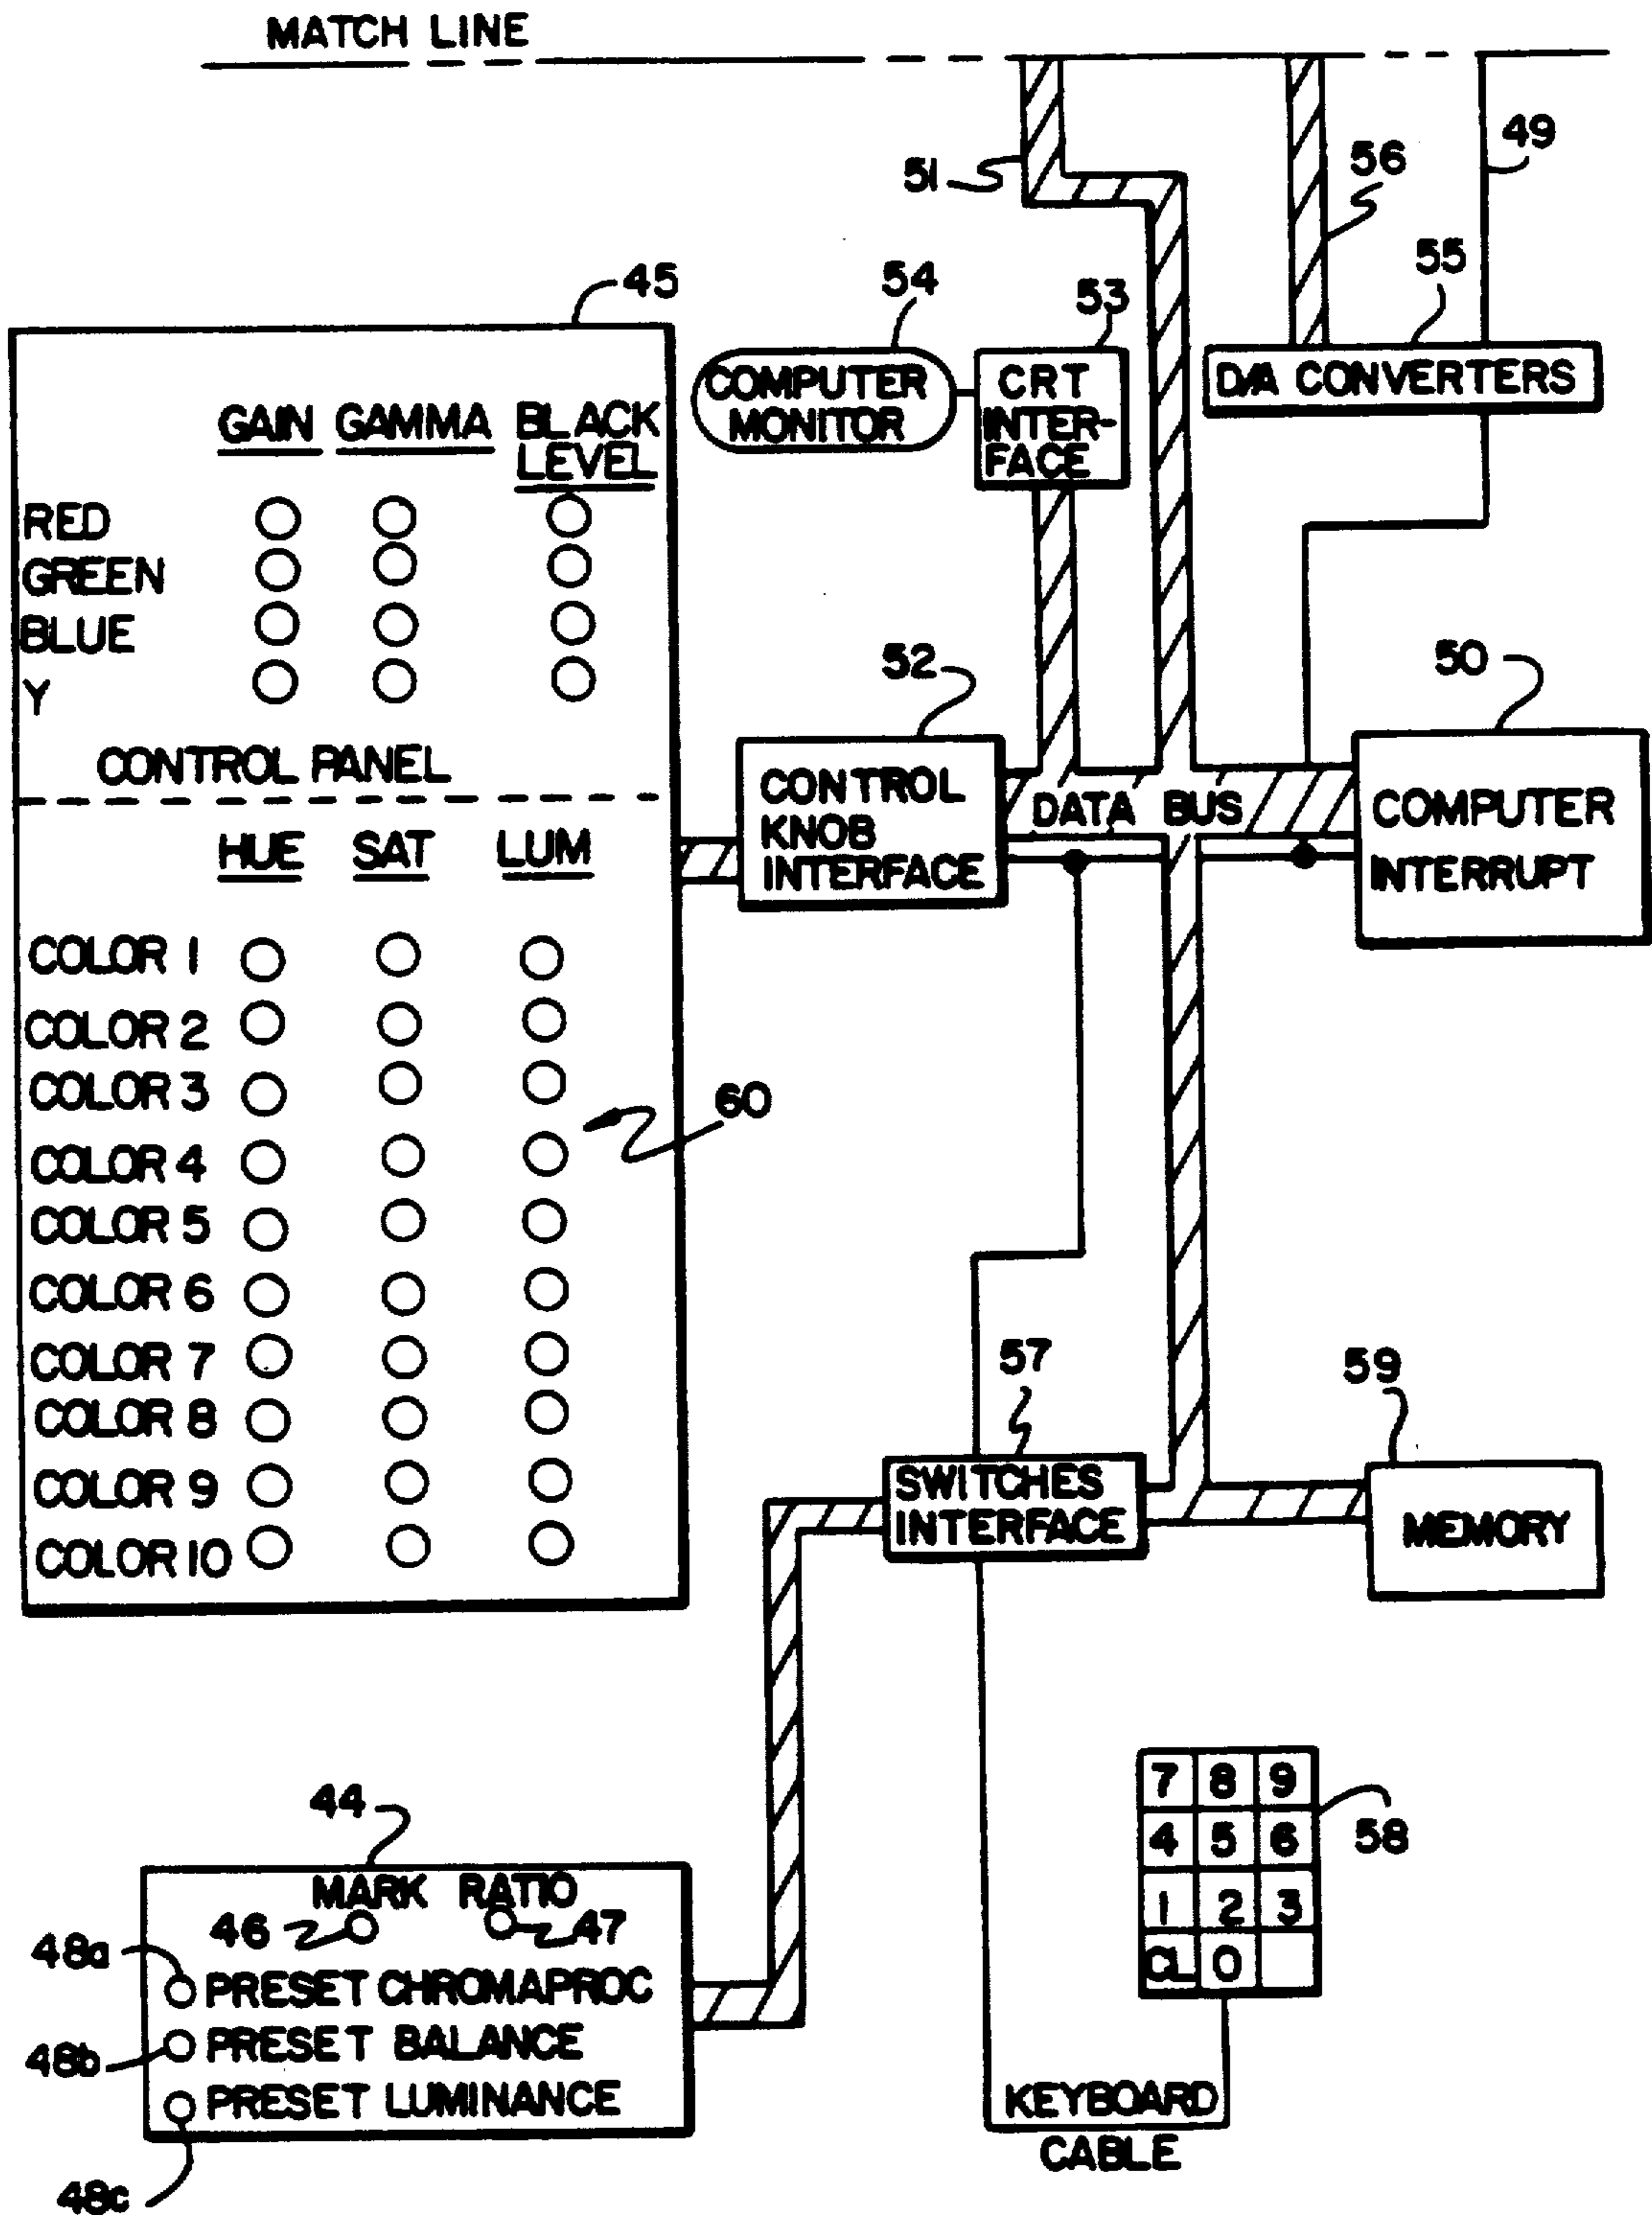 MATCH LINE
51
56
49
55
45
54
53
COMPUTER
MONITOR
CRT
INTER-
FACE
D/A CONVERTERS
GAIN GAMMA BLACK
LEVEL
RED
GREEN
BLUE
Y
CONTROL PANEL
52
50
CONTROL
KNOB
INTERFACE
DATA BUS
COMPUTER
INTERRUPT
HUE SAT LUM
COLOR 1
COLOR 2
COLOR 3
COLOR 4
COLOR 5
COLOR 6
COLOR 7
COLOR 8
COLOR 9
COLOR 10
60
57
59
SWITCHES
INTERFACE
MEMORY
44
MARK RATIO
46 47
48a
PRESET CHROMAPROC
48b
PRESET BALANCE
PRESET LUMINANCE
48c
7 8 9
4 5 6
1 2 3
CL 0
58
KEYBOARD
CABLE